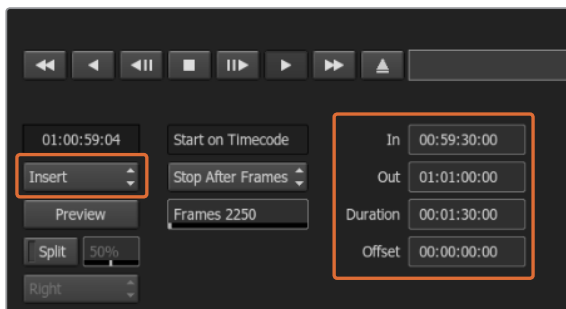 01:00:59:04 Start on Timecode In 00:59:30:00
Insert Stop After Frames Out 01:01:00:00
Preview Frames 2250 Duration 00:01:30:00
Split 50% Offset 00:00:00:00
Right